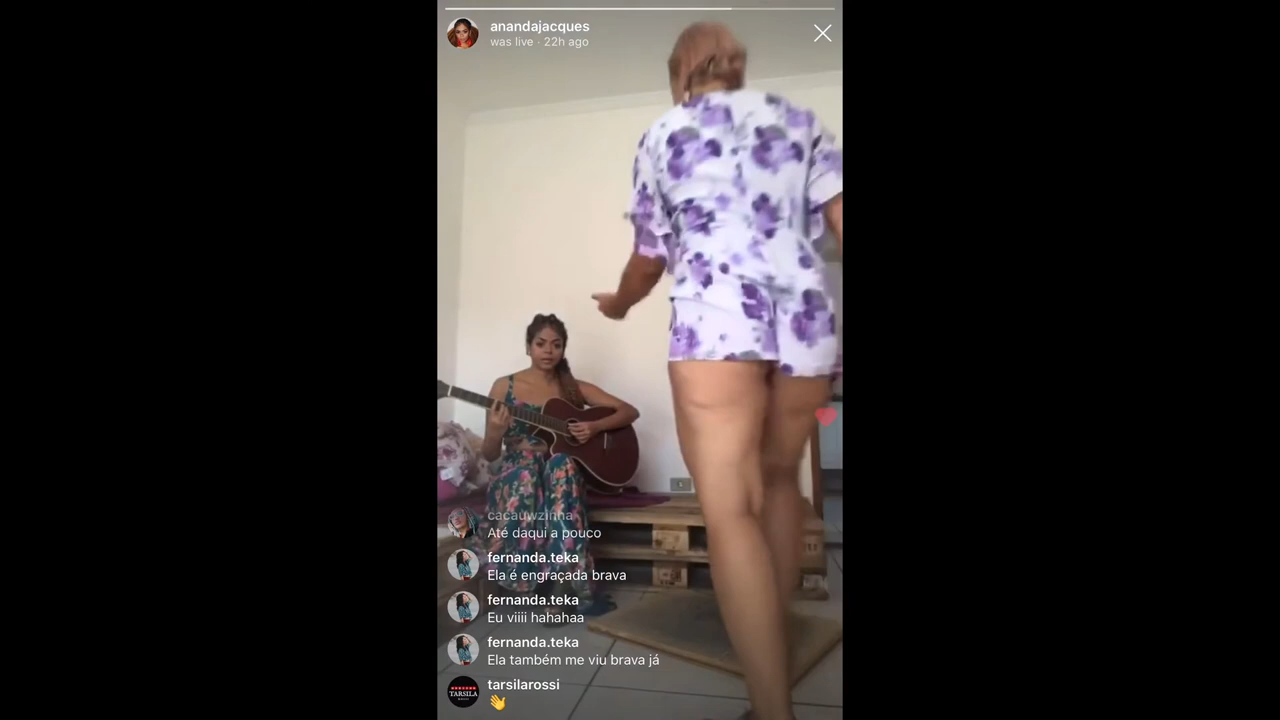 anandajacques
was live · 22h ago
cacauwzinha
Até daqui a pouco
fernanda.teka
Ela é engraçada brava
fernanda.teka
Eu viiii hahahaa
fernanda.teka
Ela também me viu brava já
TARSILA
tarsilarossi
👋